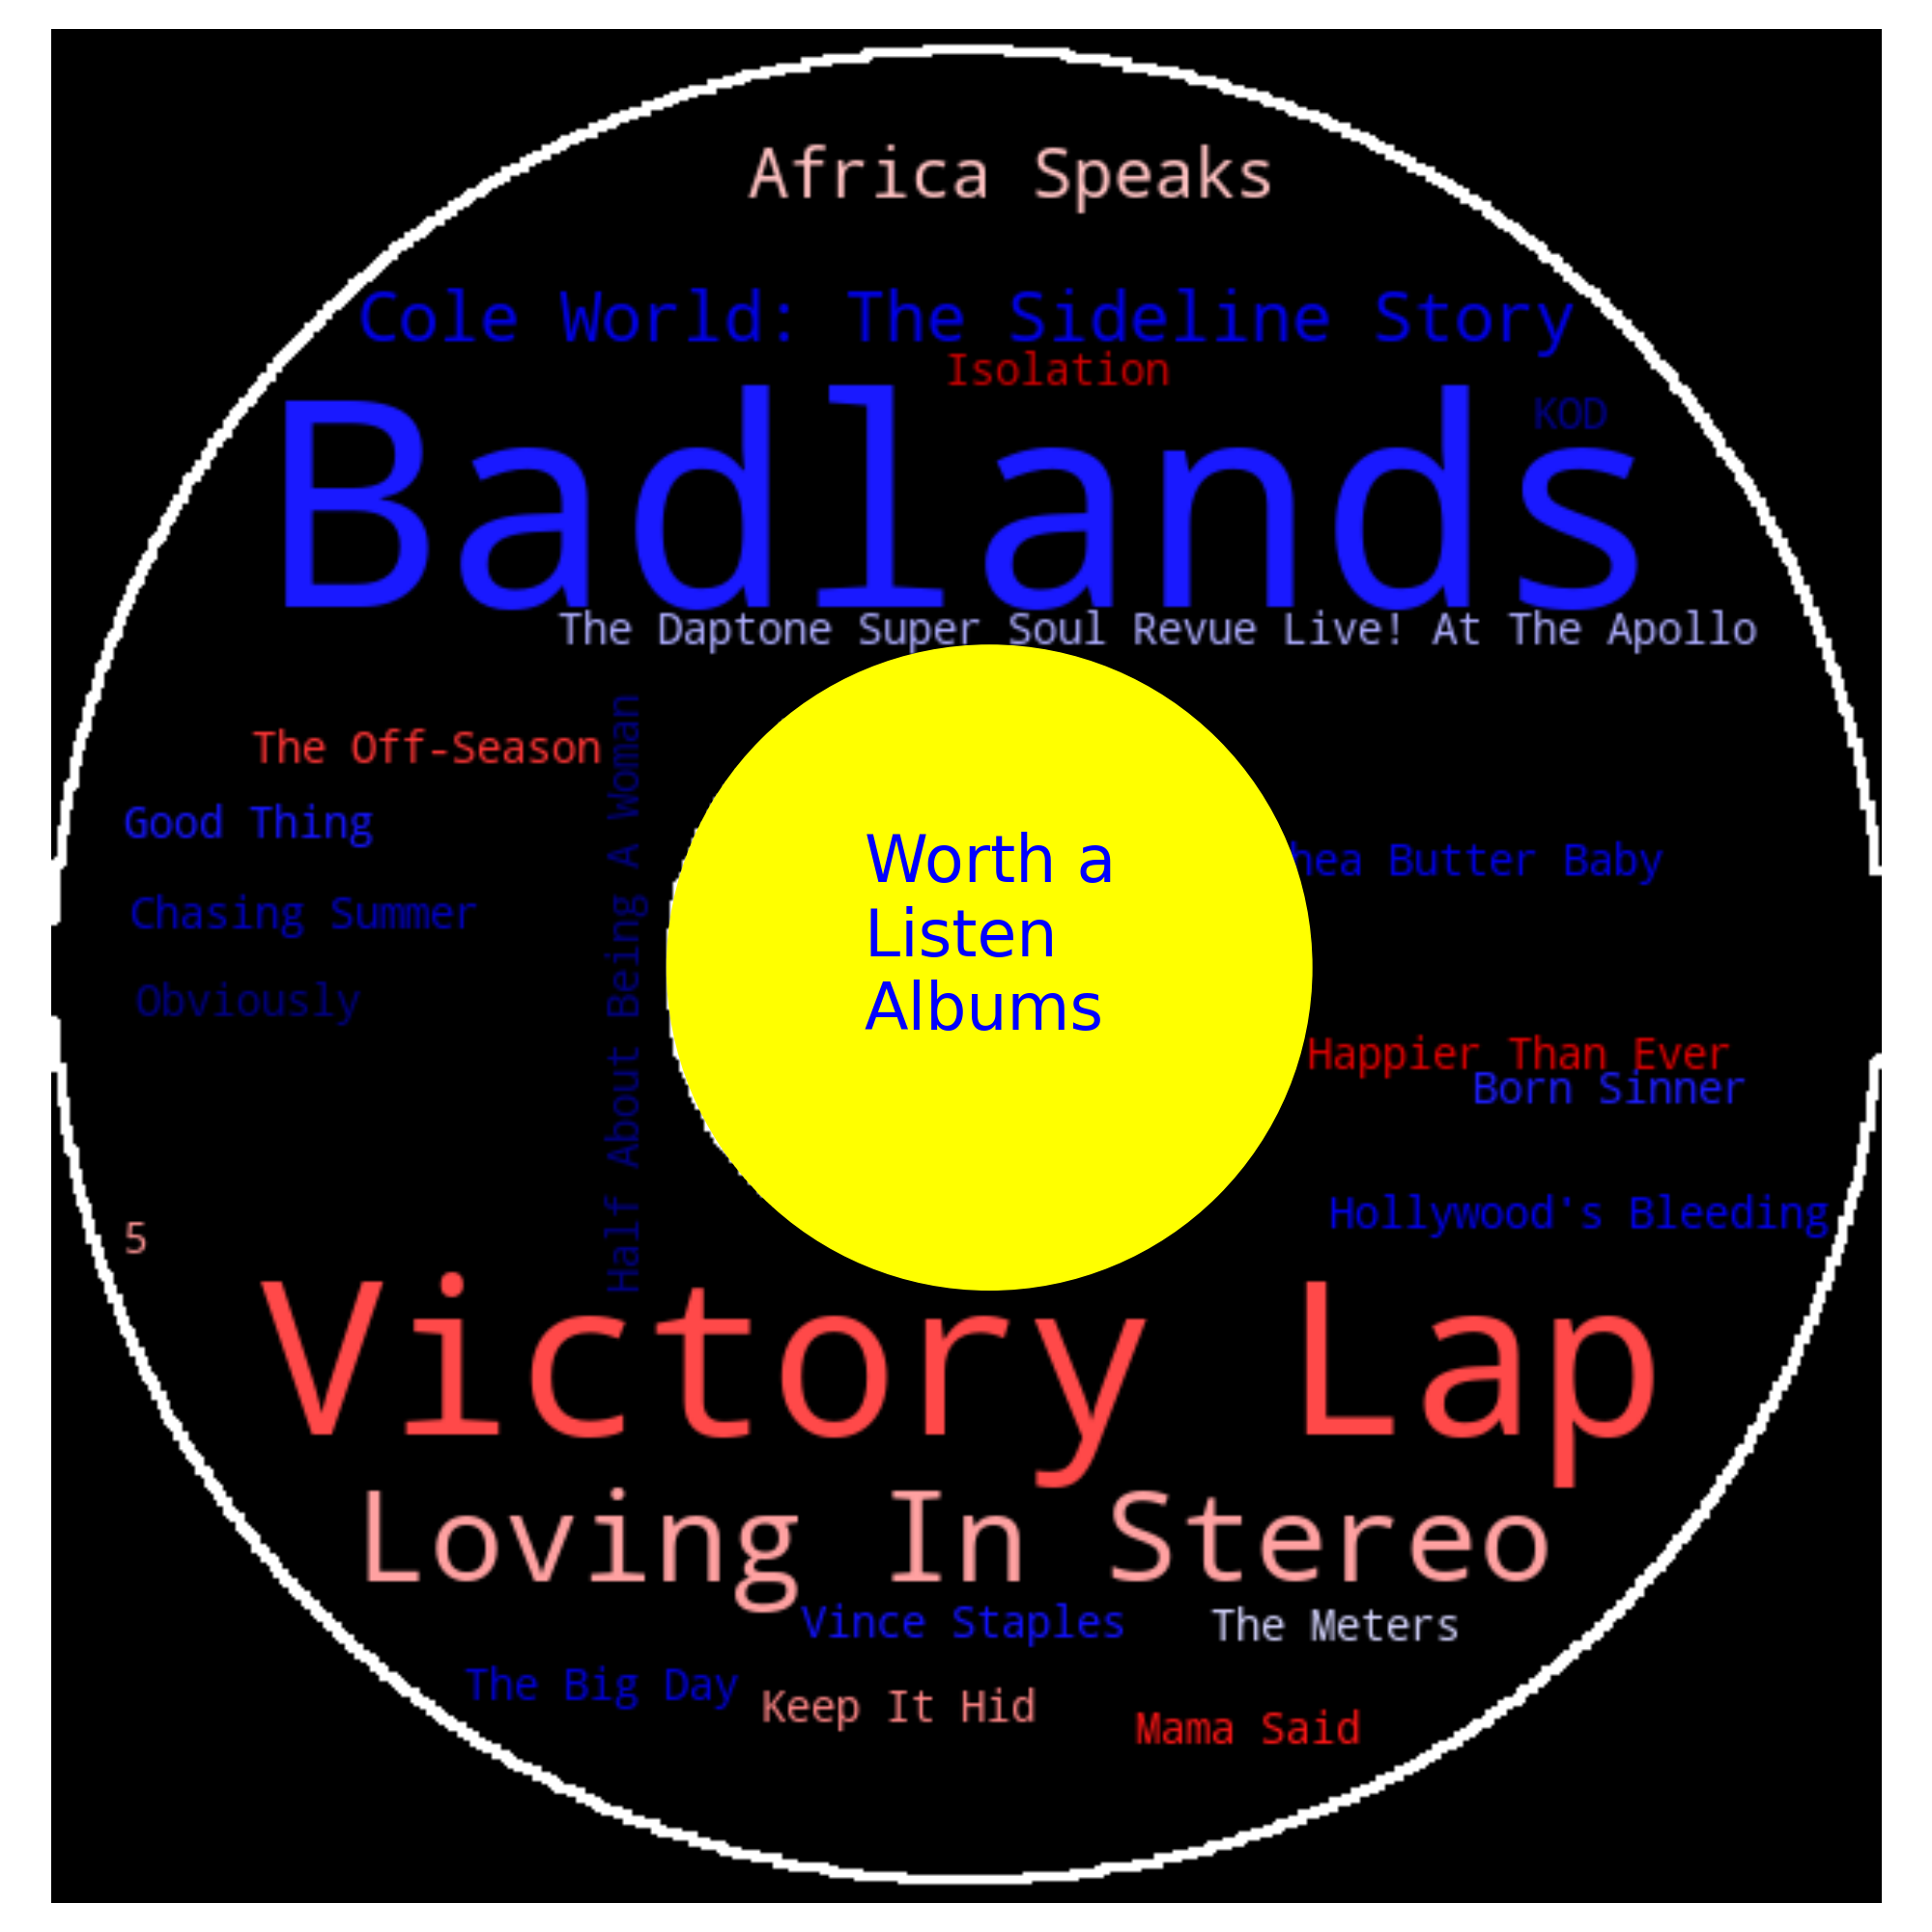 Africa Speaks
Cole World: The Sideline Story
Isolation
KOD
Badlands
The Daptone Super Soul Revue Live! At The Apollo
The Off-Season
Half About Being A Woman
Good Thing
Chasing Summer
Obviously
Worth a
Listen
Albums
hea Butter Baby
Happier Than Ever
Born Sinner
Hollywood's Bleeding
5
Victory Lap
Loving In Stereo
Vince Staples
The Meters
The Big Day
Keep It Hid
Mama Said